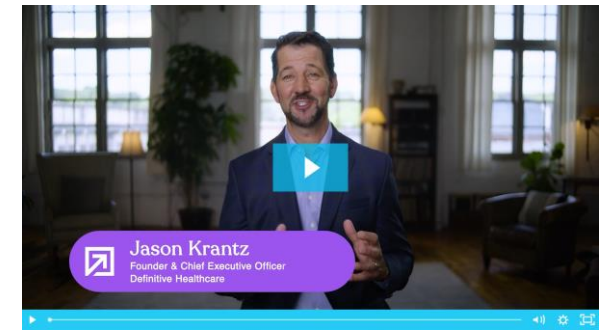 Jason Krantz
Founder & Chief Executive Officer
Definitive Healthcare